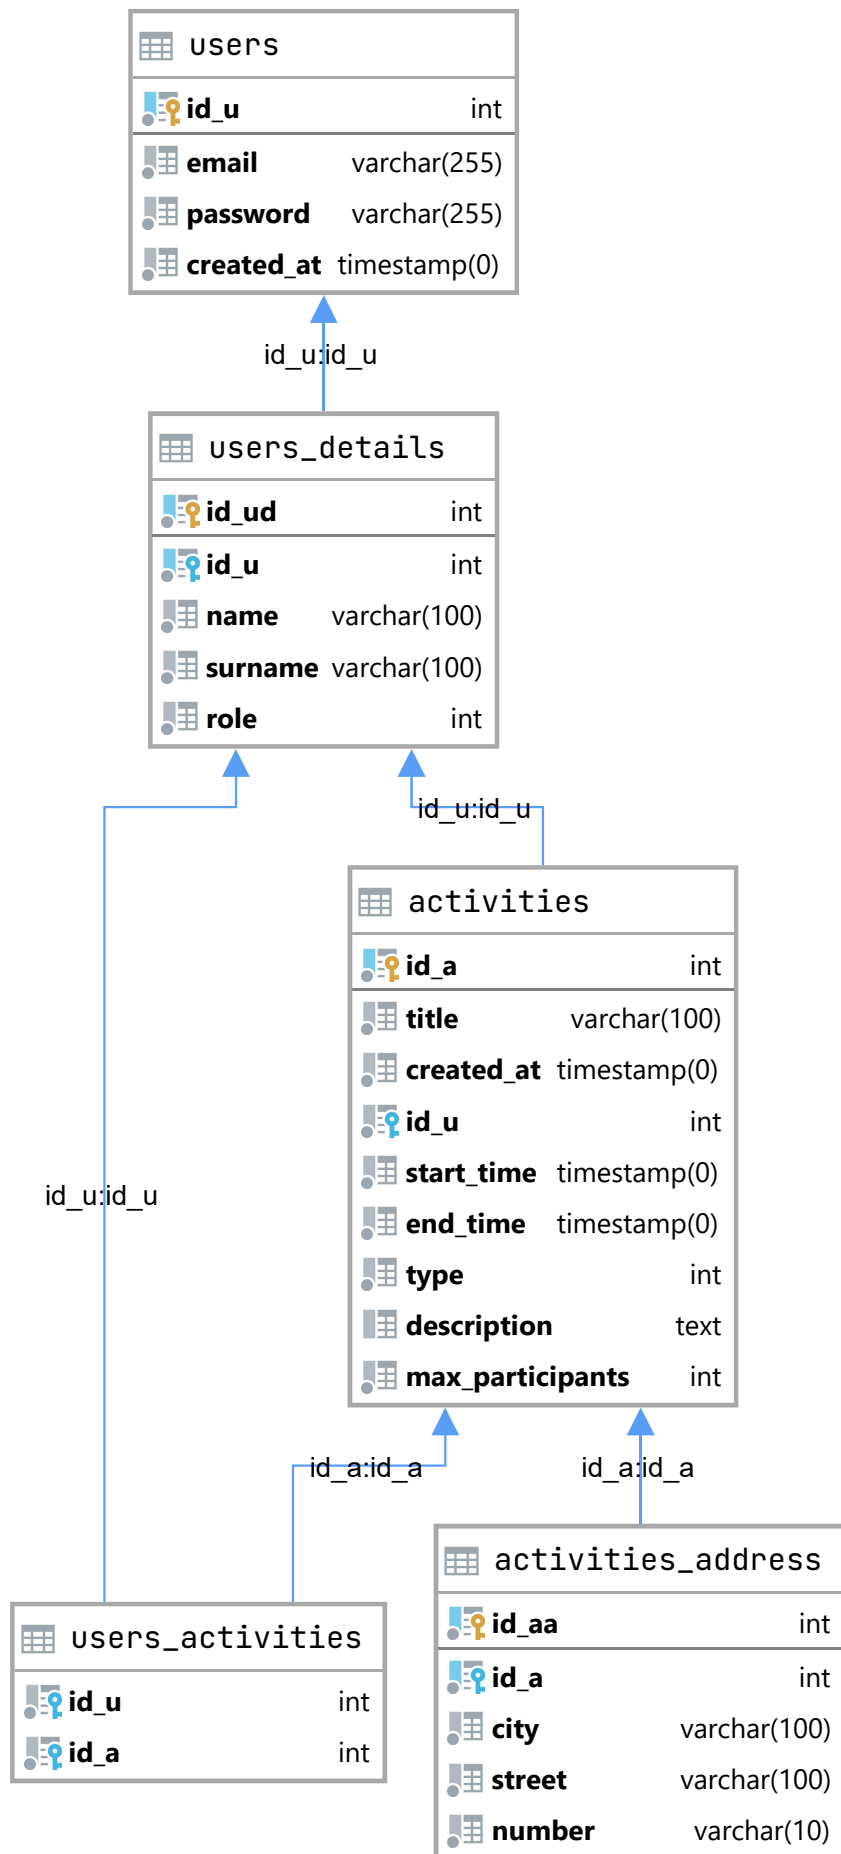 users
id_u int
email varchar(255)
password varchar(255)
created_at timestamp(0)
id_u:id_u
users_details
id_ud int
id_u int
name varchar(100)
surname varchar(100)
role int
id_u:id_u
activities
id_a int
title varchar(100)
created_at timestamp(0)
id_u int
start_time timestamp(0)
end_time timestamp(0)
type int
description text
max_participants int
id_u:id_u
id_a:id_a
id_a:id_a
users_activities
id_u int
id_a int
activities_address
id_aa int
id_a int
city varchar(100)
street varchar(100)
number varchar(10)